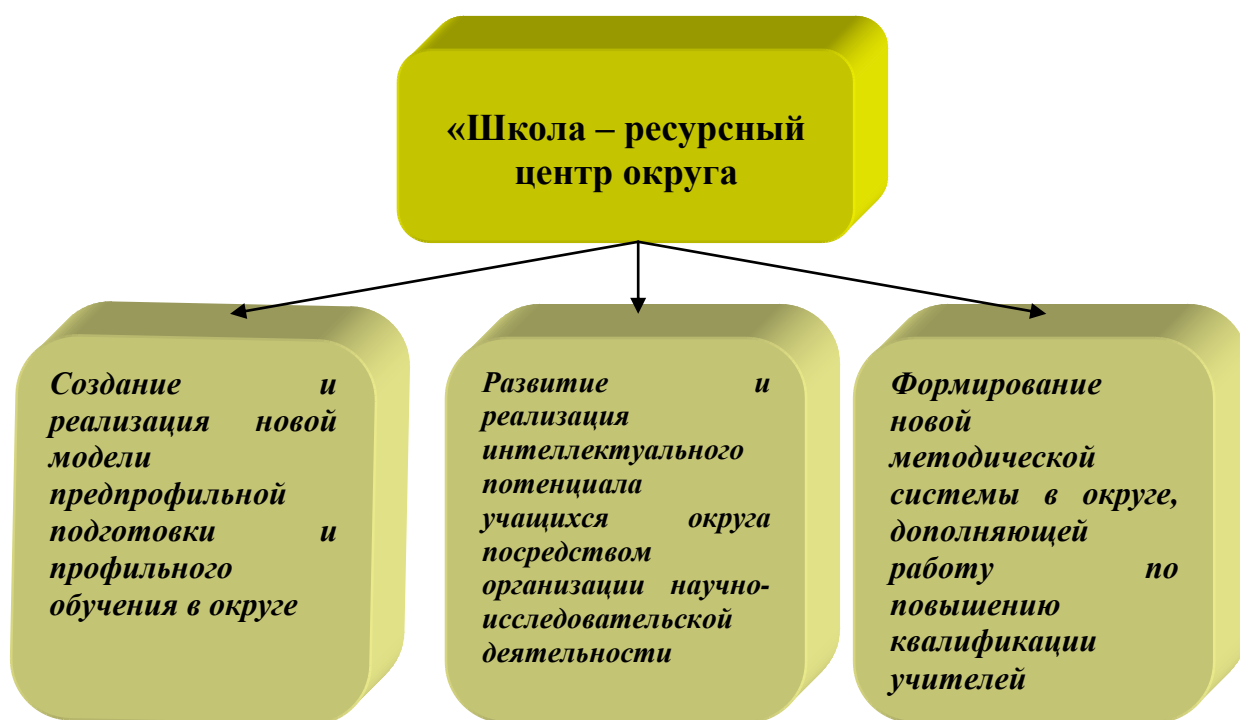 «Школа – ресурсный
центр округа
Создание и
реализация новой
модели
предпрофильной
подготовки и
профильного
обучения в округе
Развитие и
реализация
интеллектуального
потенциала
учащихся округа
посредством
организации научно-
исследовательской
деятельности
Формирование
новой
методической
системы в округе,
дополняющей
работу по
повышению
квалификации
учителей